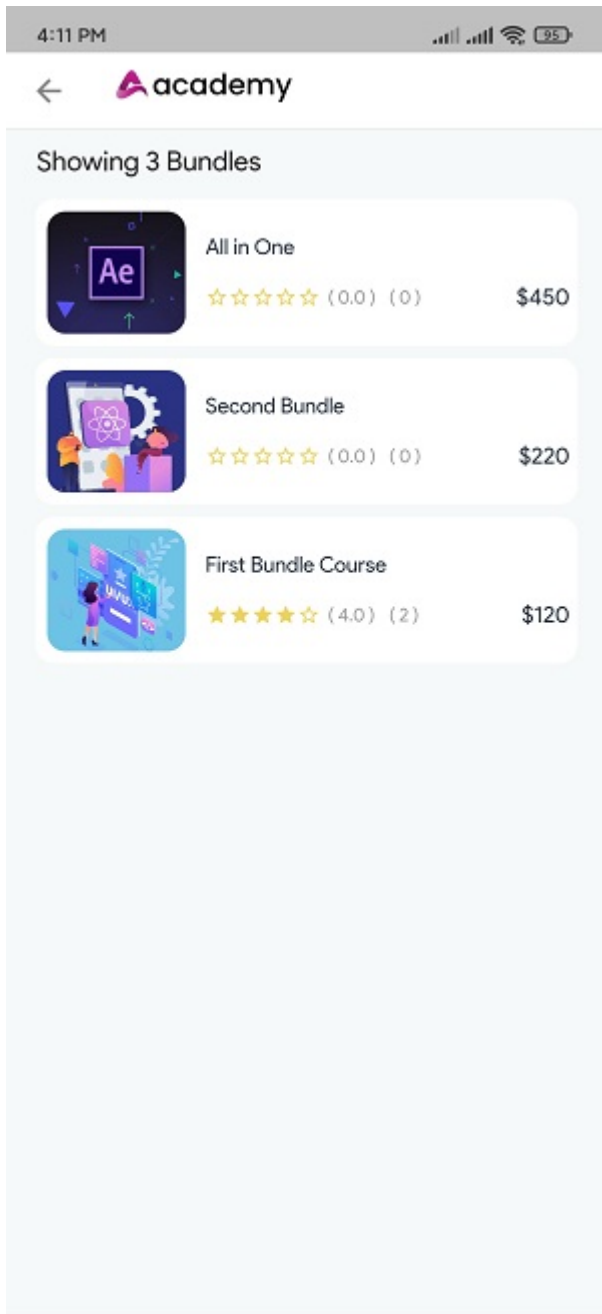 4:11 PM 95
academy
Showing 3 Bundles
Ae
All in One
(0.0) (0) $450
Second Bundle
(0.0) (0) $220
First Bundle Course
(4.0) (2) $120